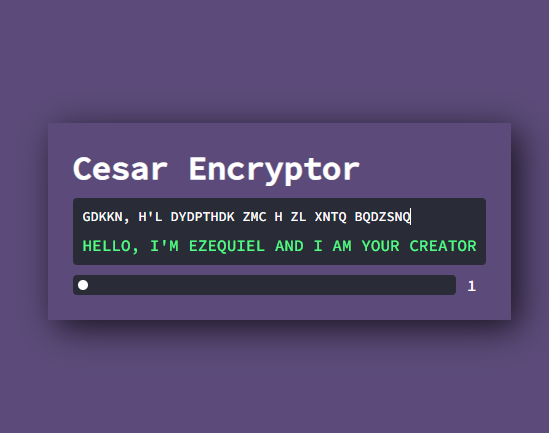 Cesar Encryptor
GDKKN, H'L DYDPTHDK ZMC H ZL XNTQ BQDZSNQ
HELLO, I'M EZEQUIEL AND I AM YOUR CREATOR
1